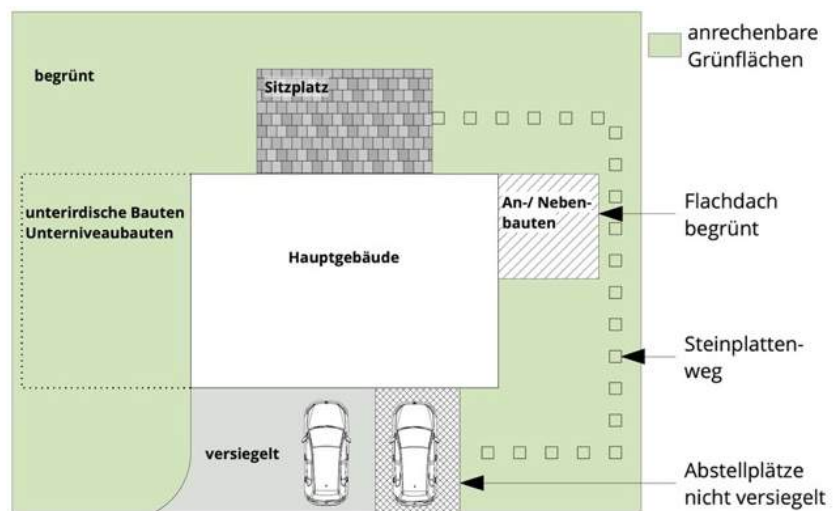 anrechenbare
Grünflächen
begrünt
Sitzplatz
unterirdische Bauten
Unterniveaubauten
An-/ Neben-
bauten
Flachdach
begrünt
Hauptgebäude
Steinplatten-
weg
versiegelt
Abstellplätze
nicht versiegelt